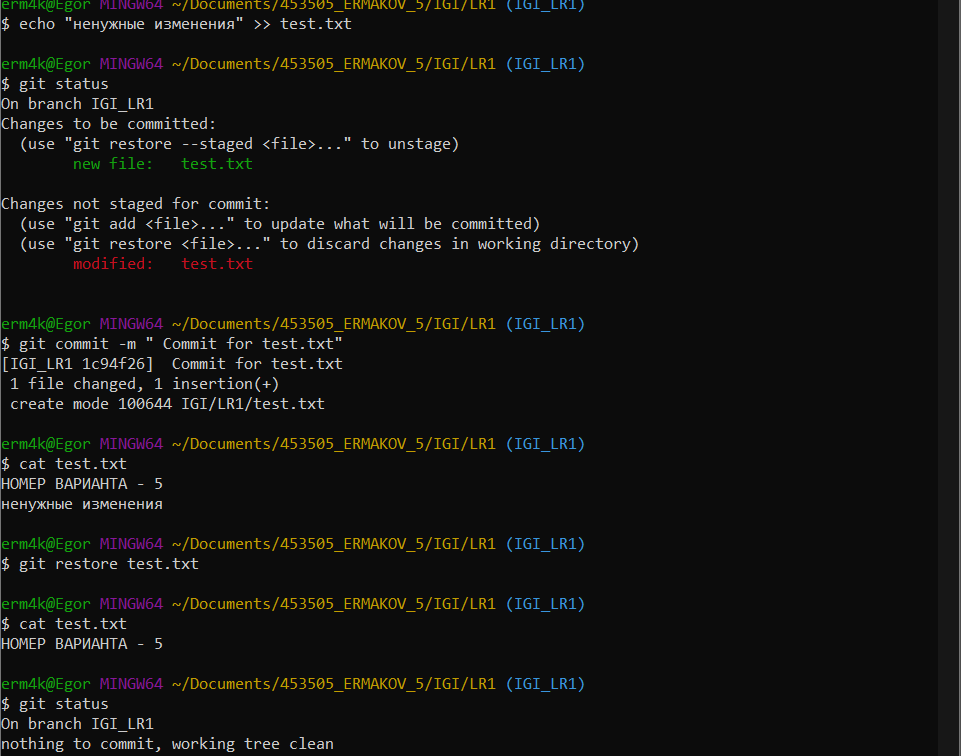 erm4k@Egor MINGW64 ~/Documents/453505_ERMAKOV_5/IGI/LR1 (IGI_LR1)
$ echo "ненужные изменения" >> test.txt
erm4k@Egor MINGW64 ~/Documents/453505_ERMAKOV_5/IGI/LR1 (IGI_LR1)
$ git status
On branch IGI_LR1
Changes to be committed:
  (use "git restore --staged <file>..." to unstage)
        new file:   test.txt
Changes not staged for commit:
  (use "git add <file>..." to update what will be committed)
  (use "git restore <file>..." to discard changes in working directory)
        modified:   test.txt
erm4k@Egor MINGW64 ~/Documents/453505_ERMAKOV_5/IGI/LR1 (IGI_LR1)
$ git commit -m " Commit for test.txt"
[IGI_LR1 1c94f26]  Commit for test.txt
 1 file changed, 1 insertion(+)
 create mode 100644 IGI/LR1/test.txt
erm4k@Egor MINGW64 ~/Documents/453505_ERMAKOV_5/IGI/LR1 (IGI_LR1)
$ cat test.txt
НОМЕР ВАРИАНТА - 5
ненужные изменения
erm4k@Egor MINGW64 ~/Documents/453505_ERMAKOV_5/IGI/LR1 (IGI_LR1)
$ git restore test.txt
erm4k@Egor MINGW64 ~/Documents/453505_ERMAKOV_5/IGI/LR1 (IGI_LR1)
$ cat test.txt
НОМЕР ВАРИАНТА - 5
erm4k@Egor MINGW64 ~/Documents/453505_ERMAKOV_5/IGI/LR1 (IGI_LR1)
$ git status
On branch IGI_LR1
nothing to commit, working tree clean